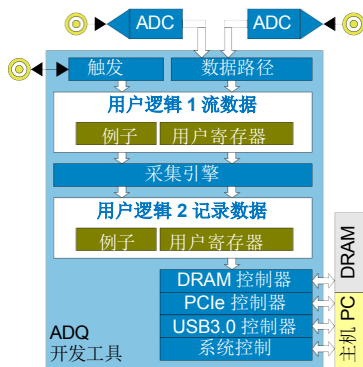 ADC
ADC
触发
数据路径
用户逻辑 1 流数据
例子
用户寄存器
采集引擎
用户逻辑 2 记录数据
例子
用户寄存器
DRAM 控制器
PCIe 控制器
USB3.0 控制器
系统控制
ADQ
开发工具
DRAM
主机 PC